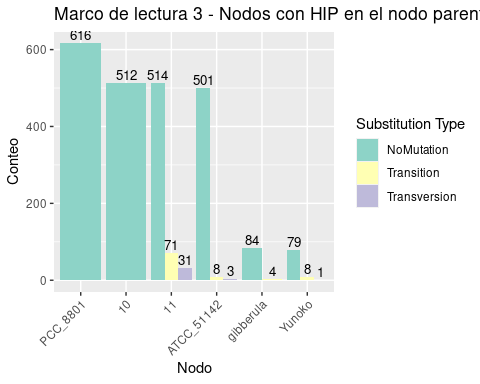 Marco de lectura 3 - Nodos con HIP en el nodo parent
Conteo
600
400
200
0
616
512
514
71
31
501
8
3
84
4
79
8
1
PCC_8801
10
11
ATCC_51142
gibberula
Yunoko
Nodo
Substitution Type
NoMutation
Transition
Transversion